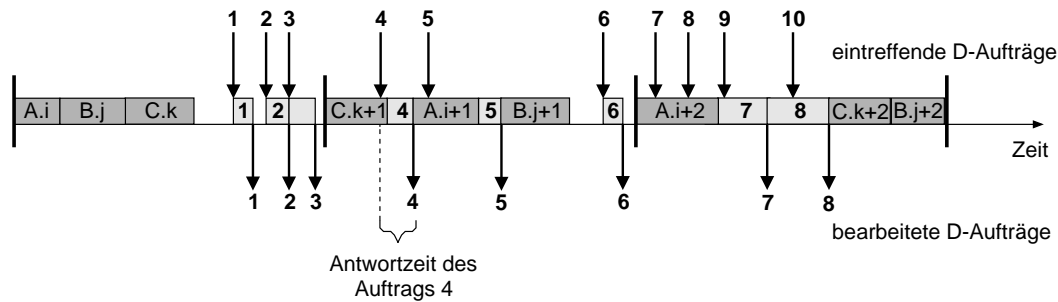 1 2 3 4 5 6 7 8 9 10
eintreffende D-Aufträge
A.i B.j C.k 1 2 C.k+1 4 A.i+1 5 B.j+1 6 A.i+2 7 8 C.k+2 B.j+2
Zeit
1 2 3 4 5 6 7 8
bearbeitete D-Aufträge
Antwortzeit des
Auftrags 4